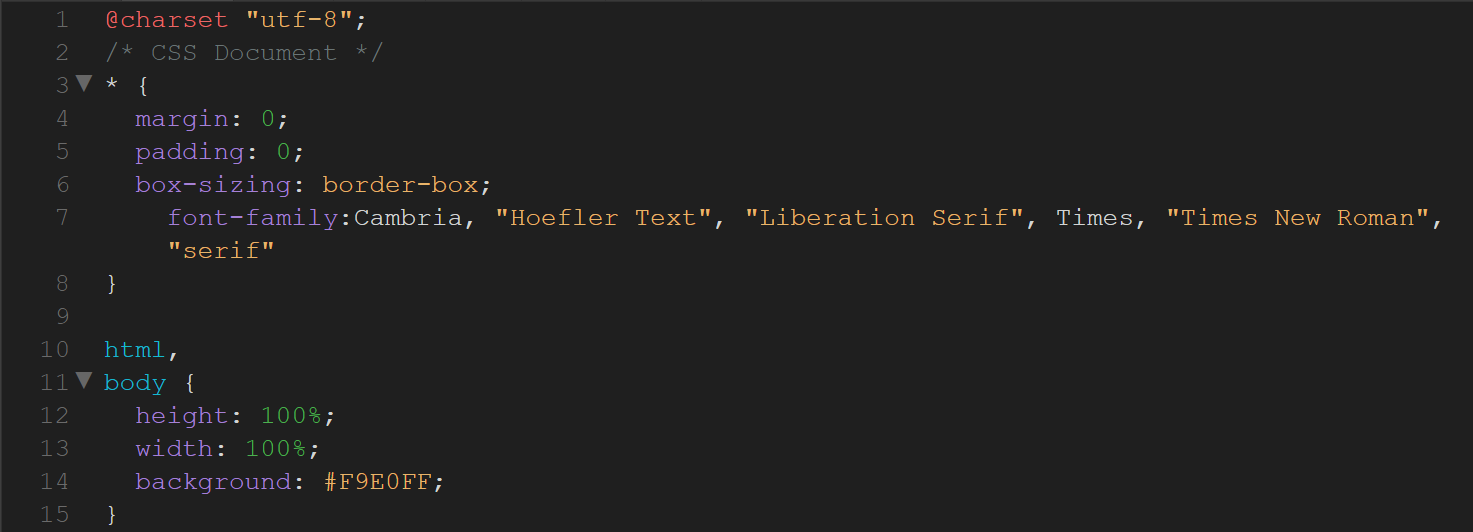 1 @charset "utf-8";
2 /* CSS Document */
3 * {
4 margin: 0;
5 padding: 0;
6 box-sizing: border-box;
7 font-family:Cambria, "Hoefler Text", "Liberation Serif", Times, "Times New Roman",
"serif"
8 }
9
10 html,
11 body {
12 height: 100%;
13 width: 100%;
14 background: #F9E0FF;
15 }